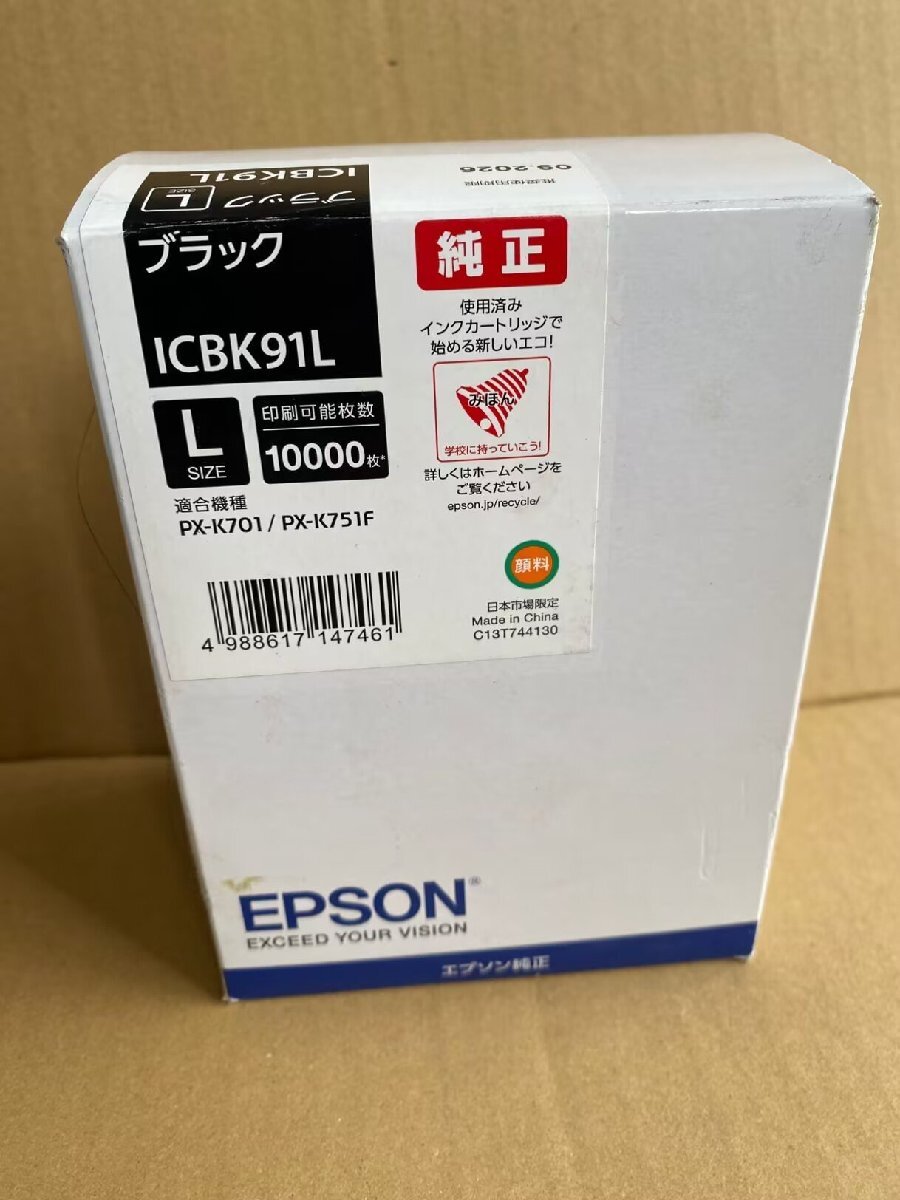 ICBK91L
ブラック
L
SIZE
推奨使用期限
09.2026
ブラック
ICBK91L
L
SIZE
印刷可能枚数
10000枚*
適合機種
PX-K701 / PX-K751F
4 988617 147461
純正
使用済み
インクカートリッジで
始める新しいエコ!
みほん
学校に持っていこう!
詳しくはホームページを
ご覧ください
epson.jp/recycle/
顔料
日本市場限定
Made in China
C13T744130
EPSON®
EXCEED YOUR VISION
エプソン純正